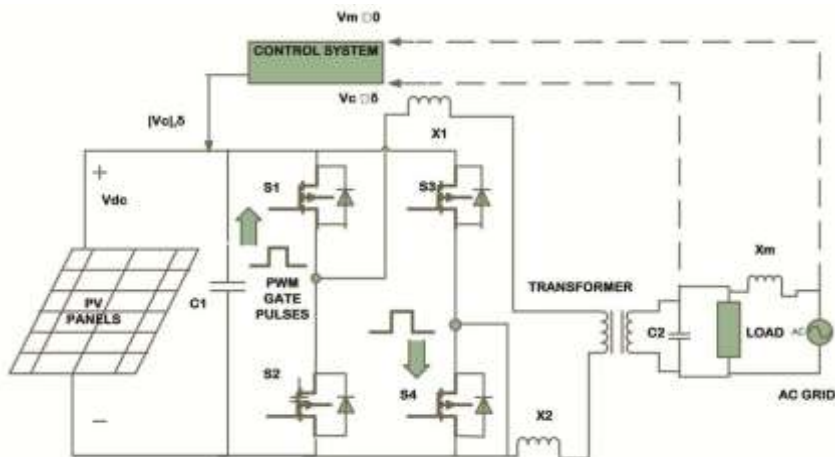 Vm □0
CONTROL SYSTEM
Vc □δ
|Vc|,δ
X1
+
Vdc
S1
S3
PV
PANELS
C1
PWM
GATE
PULSES
TRANSFORMER
Xm
C2
LOAD
AC
S2
S4
AC GRID
X2
−